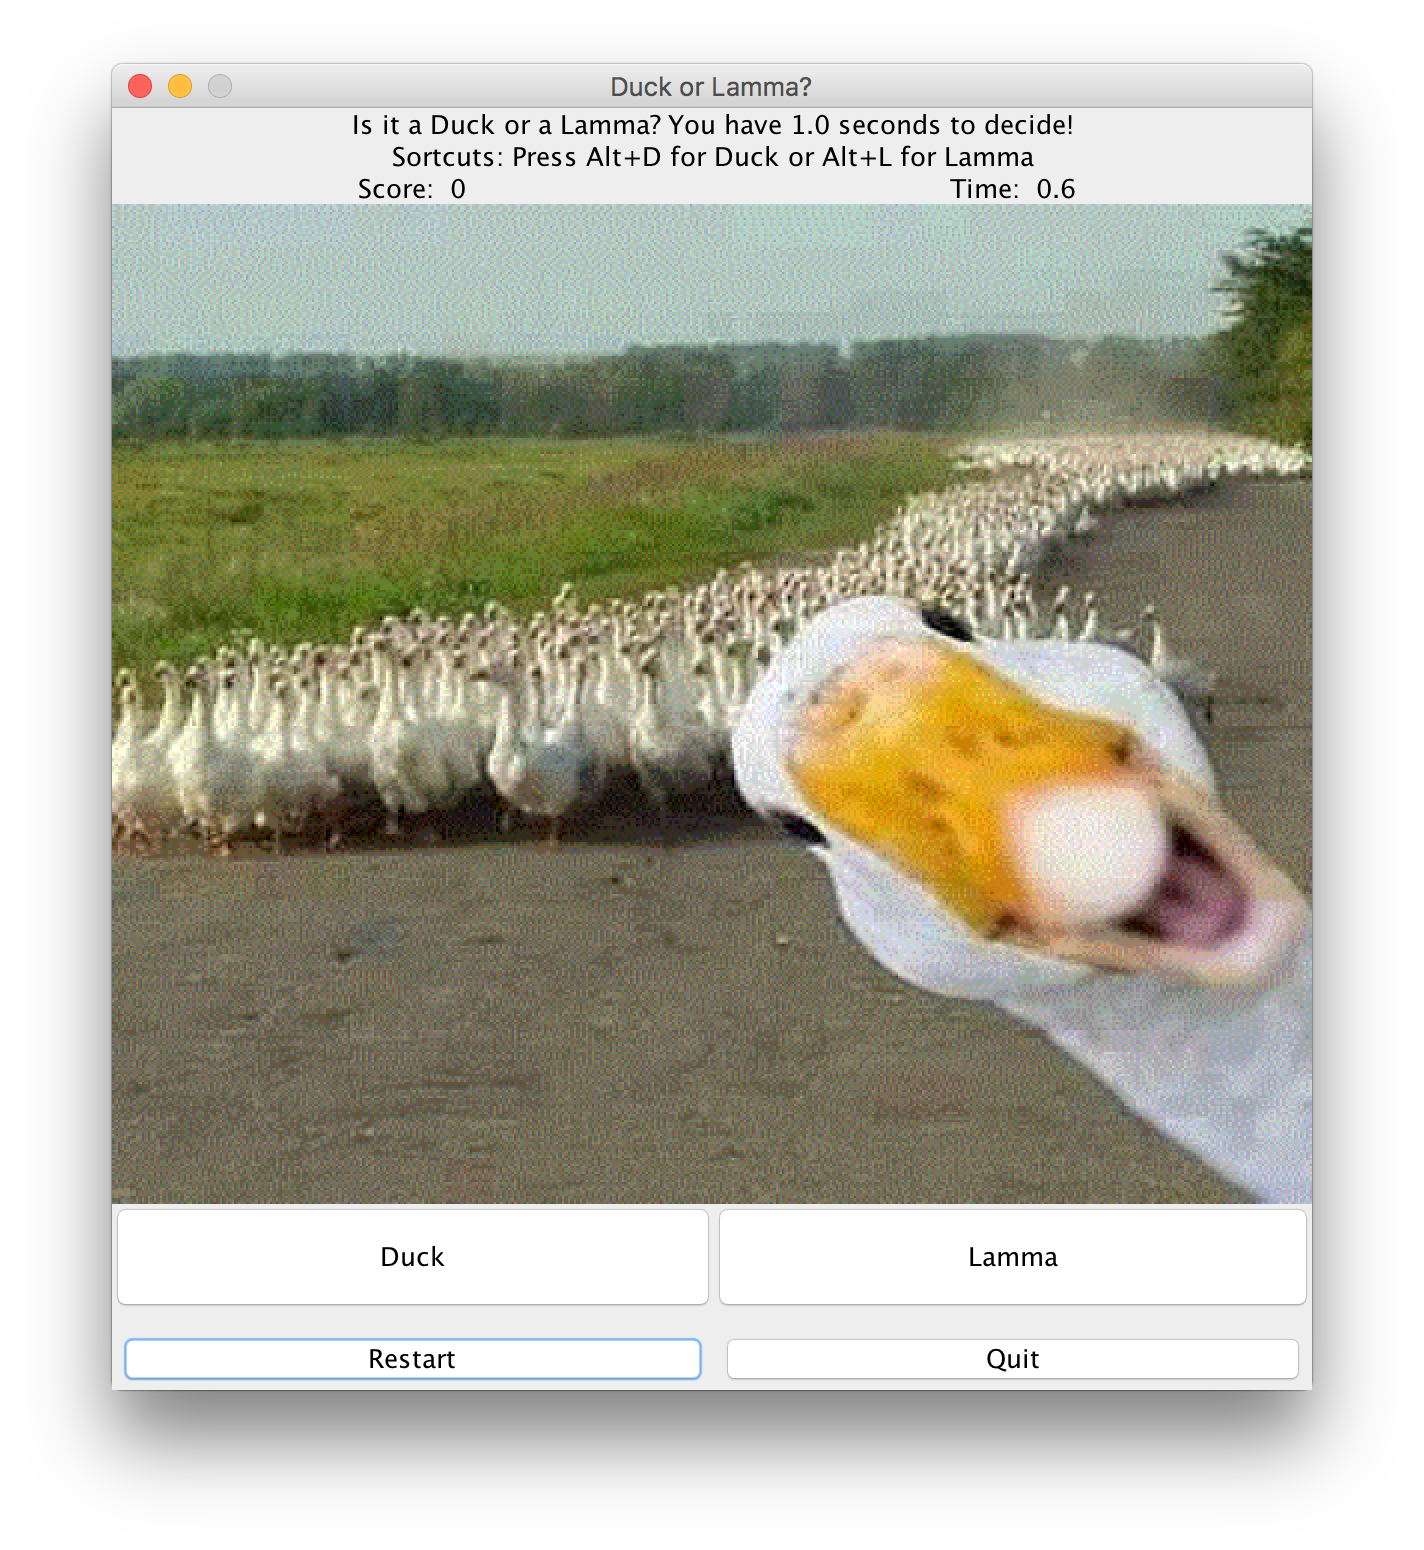 Duck or Lamma?
Is it a Duck or a Lamma? You have 1.0 seconds to decide!
Sortcuts: Press Alt+D for Duck or Alt+L for Lamma
Score: 0 Time: 0.6
Duck Lamma
Restart Quit